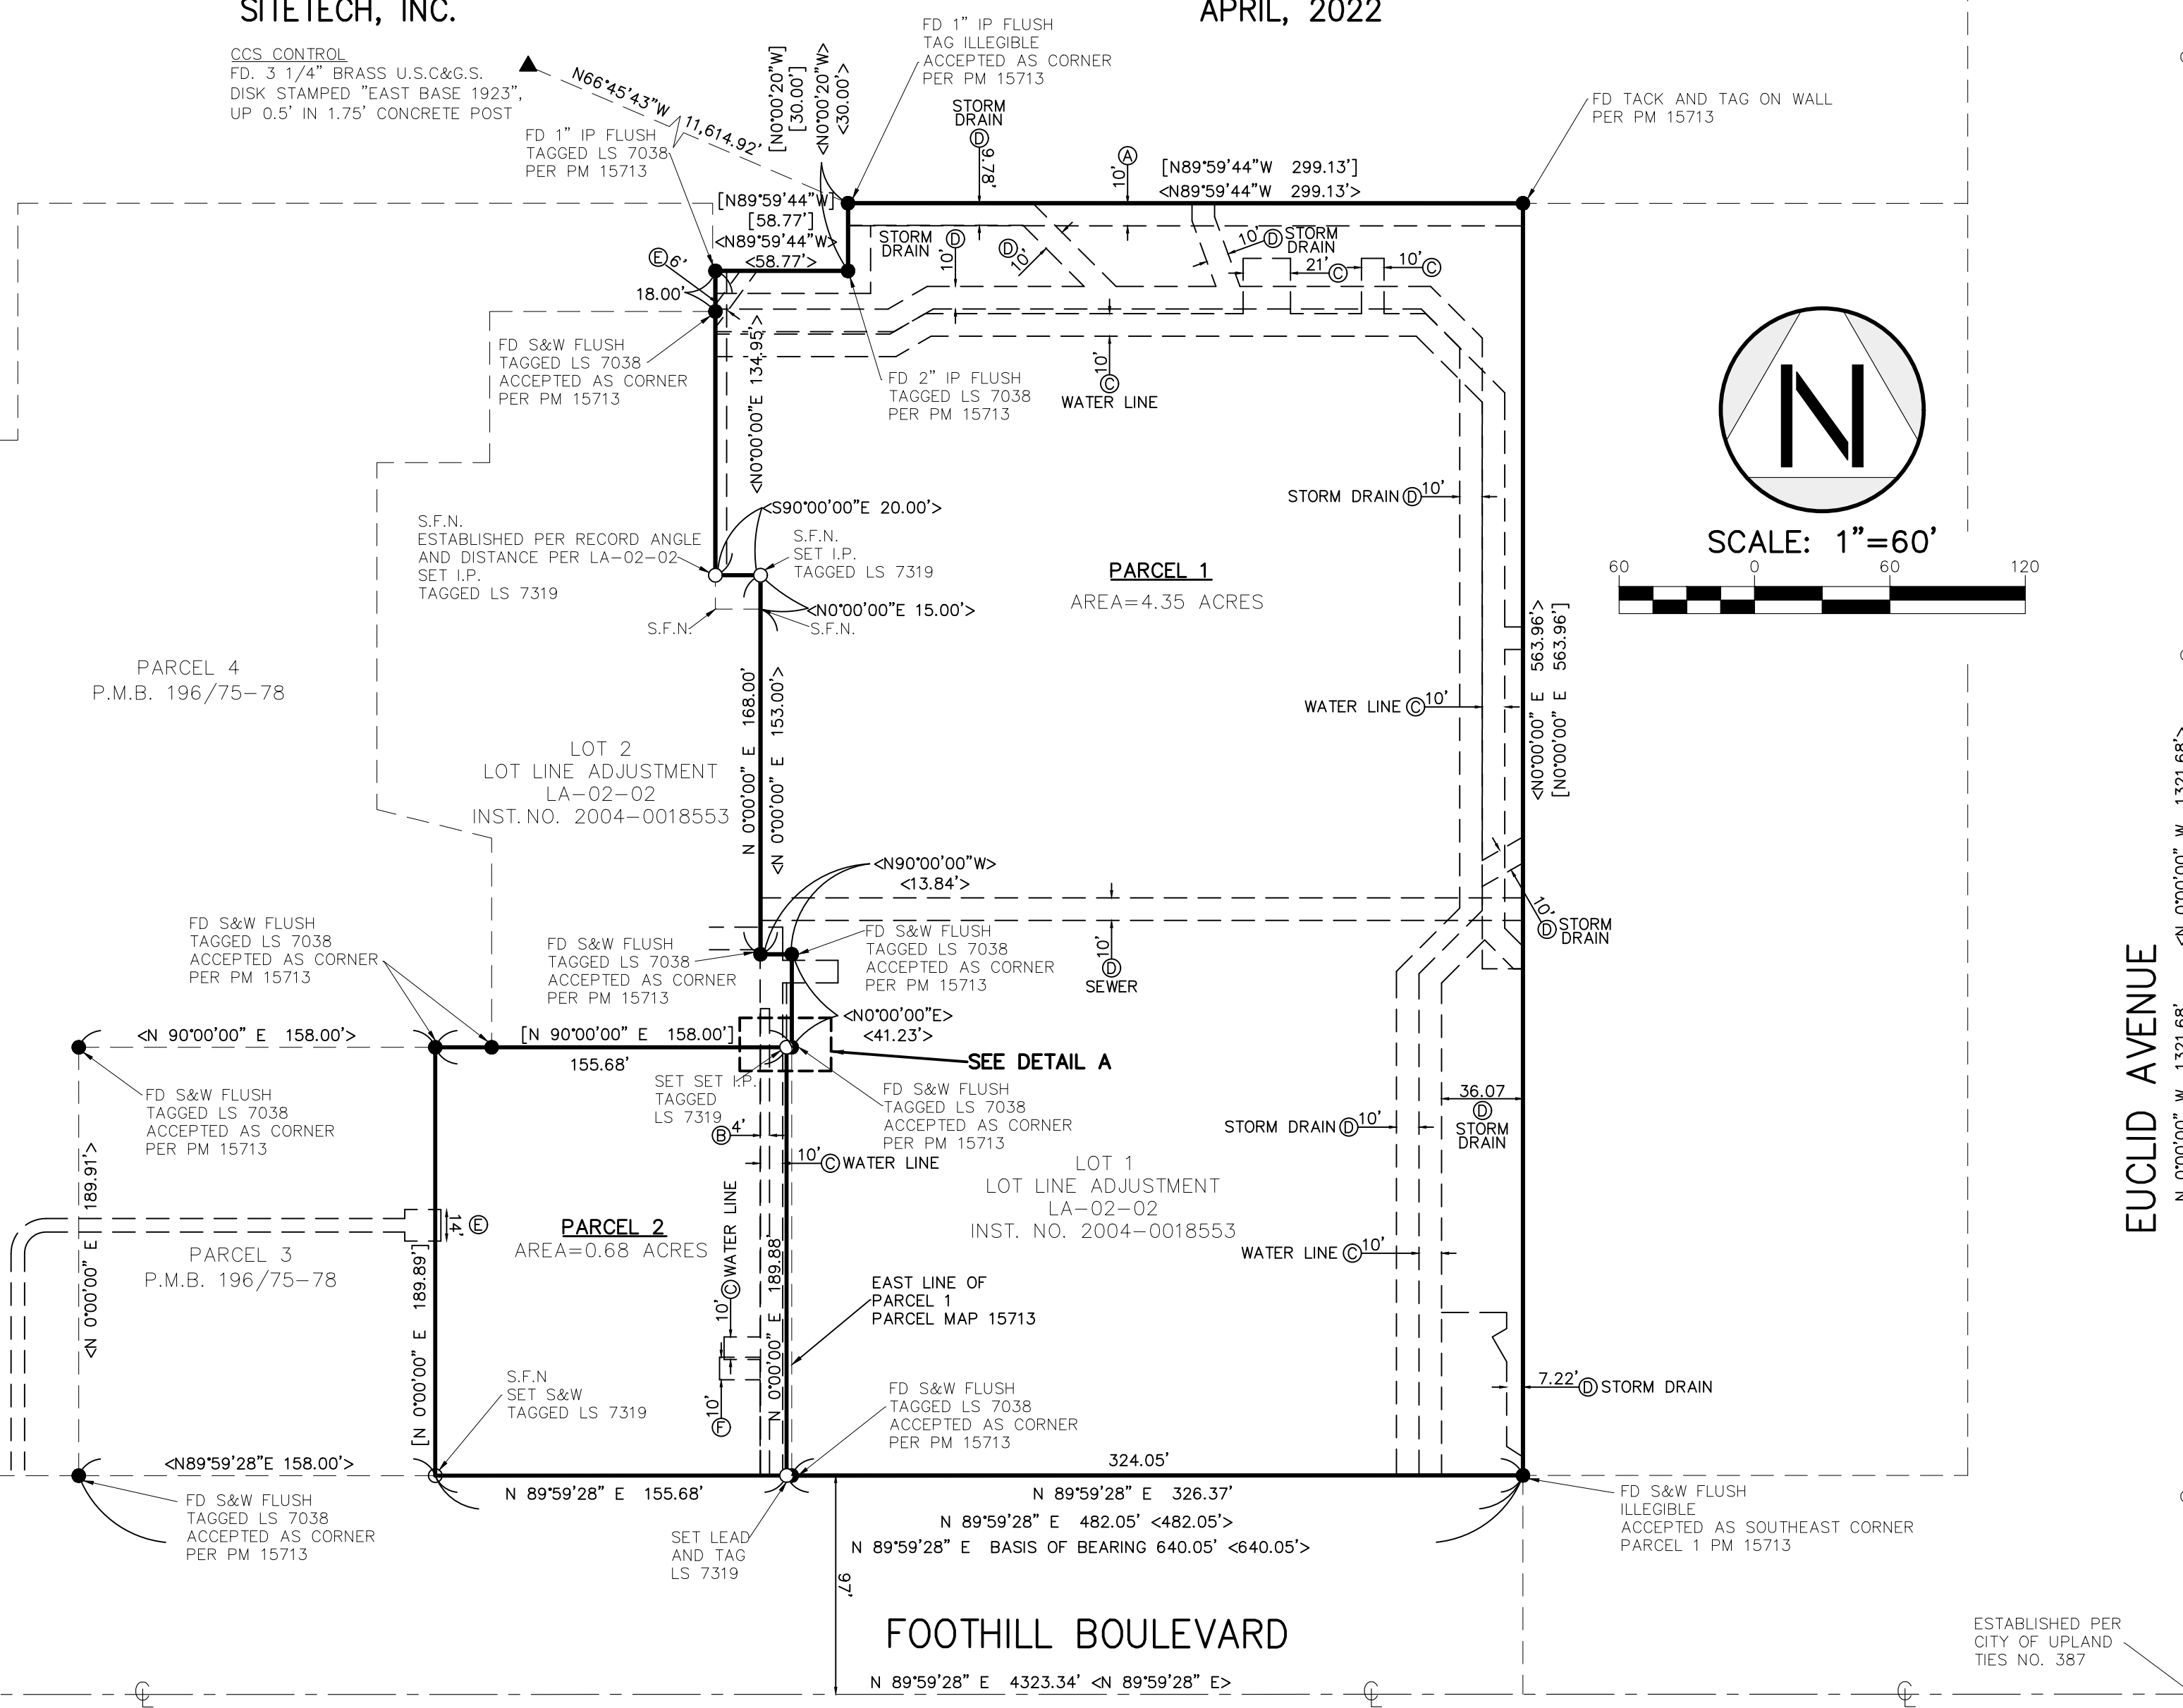 SITETECH, INC.
APRIL, 2022
CCS CONTROL
FD. 3 1/4" BRASS U.S.C&G.S.
DISK STAMPED "EAST BASE 1923",
UP 0.5' IN 1.75' CONCRETE POST
N66°45'43"W 11,614.92'
[N0°00'20"W]
[30.00']
<N0°00'20"W>
<30.00'>
FD 1" IP FLUSH
TAG ILLEGIBLE
ACCEPTED AS CORNER
PER PM 15713
FD 1" IP FLUSH
TAGGED LS 7038
PER PM 15713
STORM
DRAIN
D
9.78'
A
10'
[N89°59'44"W 299.13']
<N89°59'44"W 299.13'>
FD TACK AND TAG ON WALL
PER PM 15713
[N89°59'44"W]
[58.77']
<N89°59'44"W>
<58.77'>
STORM
DRAIN
D
10'
D
10'
10'
D
STORM
DRAIN
21'
C
10'
C
E
6'
18.00'
FD S&W FLUSH
TAGGED LS 7038
ACCEPTED AS CORNER
PER PM 15713
<N0°00'00"E 134.95'>
FD 2" IP FLUSH
TAGGED LS 7038
PER PM 15713
10'
C
WATER LINE
N
SCALE: 1"=60'
60 0 60 120
STORM DRAIN D 10'
<S90°00'00"E 20.00'>
S.F.N.
ESTABLISHED PER RECORD ANGLE
AND DISTANCE PER LA-02-02
SET I.P.
TAGGED LS 7319
S.F.N.
SET I.P.
TAGGED LS 7319
<N0°00'00"E 15.00'>
S.F.N.
S.F.N.
PARCEL 1
AREA=4.35 ACRES
<N0°00'00" E 563.96'>
[N0°00'00" E 563.96']
PARCEL 4
P.M.B. 196/75-78
N 0°00'00" E 168.00'
<N 0°00'00" E 153.00'>
WATER LINE C 10'
LOT 2
LOT LINE ADJUSTMENT
LA-02-02
INST. NO. 2004-0018553
<N90°00'00"W>
<13.84'>
10'
D
STORM
DRAIN
10'
D
SEWER
FD S&W FLUSH
TAGGED LS 7038
ACCEPTED AS CORNER
PER PM 15713
FD S&W FLUSH
TAGGED LS 7038
ACCEPTED AS CORNER
PER PM 15713
FD S&W FLUSH
TAGGED LS 7038
ACCEPTED AS CORNER
PER PM 15713
<N0°00'00"E>
<41.23'>
<N 90°00'00" E 158.00'>
[N 90°00'00" E 158.00']
155.68'
SEE DETAIL A
SET SET I.P.
TAGGED
LS 7319
FD S&W FLUSH
TAGGED LS 7038
ACCEPTED AS CORNER
PER PM 15713
FD S&W FLUSH
TAGGED LS 7038
ACCEPTED AS CORNER
PER PM 15713
36.07
D
STORM
DRAIN
B 4'
STORM DRAIN D 10'
10' C WATER LINE
<N 0°00'00" E 189.91'>
LOT 1
LOT LINE ADJUSTMENT
LA-02-02
INST. NO. 2004-0018553
14'
E
PARCEL 3
P.M.B. 196/75-78
[N 0°00'00" E 189.89']
PARCEL 2
AREA=0.68 ACRES
10' C WATER LINE
N 0°00'00" E 189.88'
WATER LINE C 10'
EAST LINE OF
PARCEL 1
PARCEL MAP 15713
S.F.N
SET S&W
TAGGED LS 7319
10'
F
FD S&W FLUSH
TAGGED LS 7038
ACCEPTED AS CORNER
PER PM 15713
7.22' D STORM DRAIN
<N89°59'28"E 158.00'>
324.05'
N 89°59'28" E 155.68'
N 89°59'28" E 326.37'
N 89°59'28" E 482.05' <482.05'>
N 89°59'28" E BASIS OF BEARING 640.05' <640.05'>
FD S&W FLUSH
TAGGED LS 7038
ACCEPTED AS CORNER
PER PM 15713
SET LEAD
AND TAG
LS 7319
FD S&W FLUSH
ILLEGIBLE
ACCEPTED AS SOUTHEAST CORNER
PARCEL 1 PM 15713
97'
FOOTHILL BOULEVARD
N 89°59'28" E 4323.34' <N 89°59'28" E>
ESTABLISHED PER
CITY OF UPLAND
TIES NO. 387
EUCLID AVENUE
<N 0°00'00" W 1321.68'>
N 0°00'00" W 1321.68'
CL
CL
CL